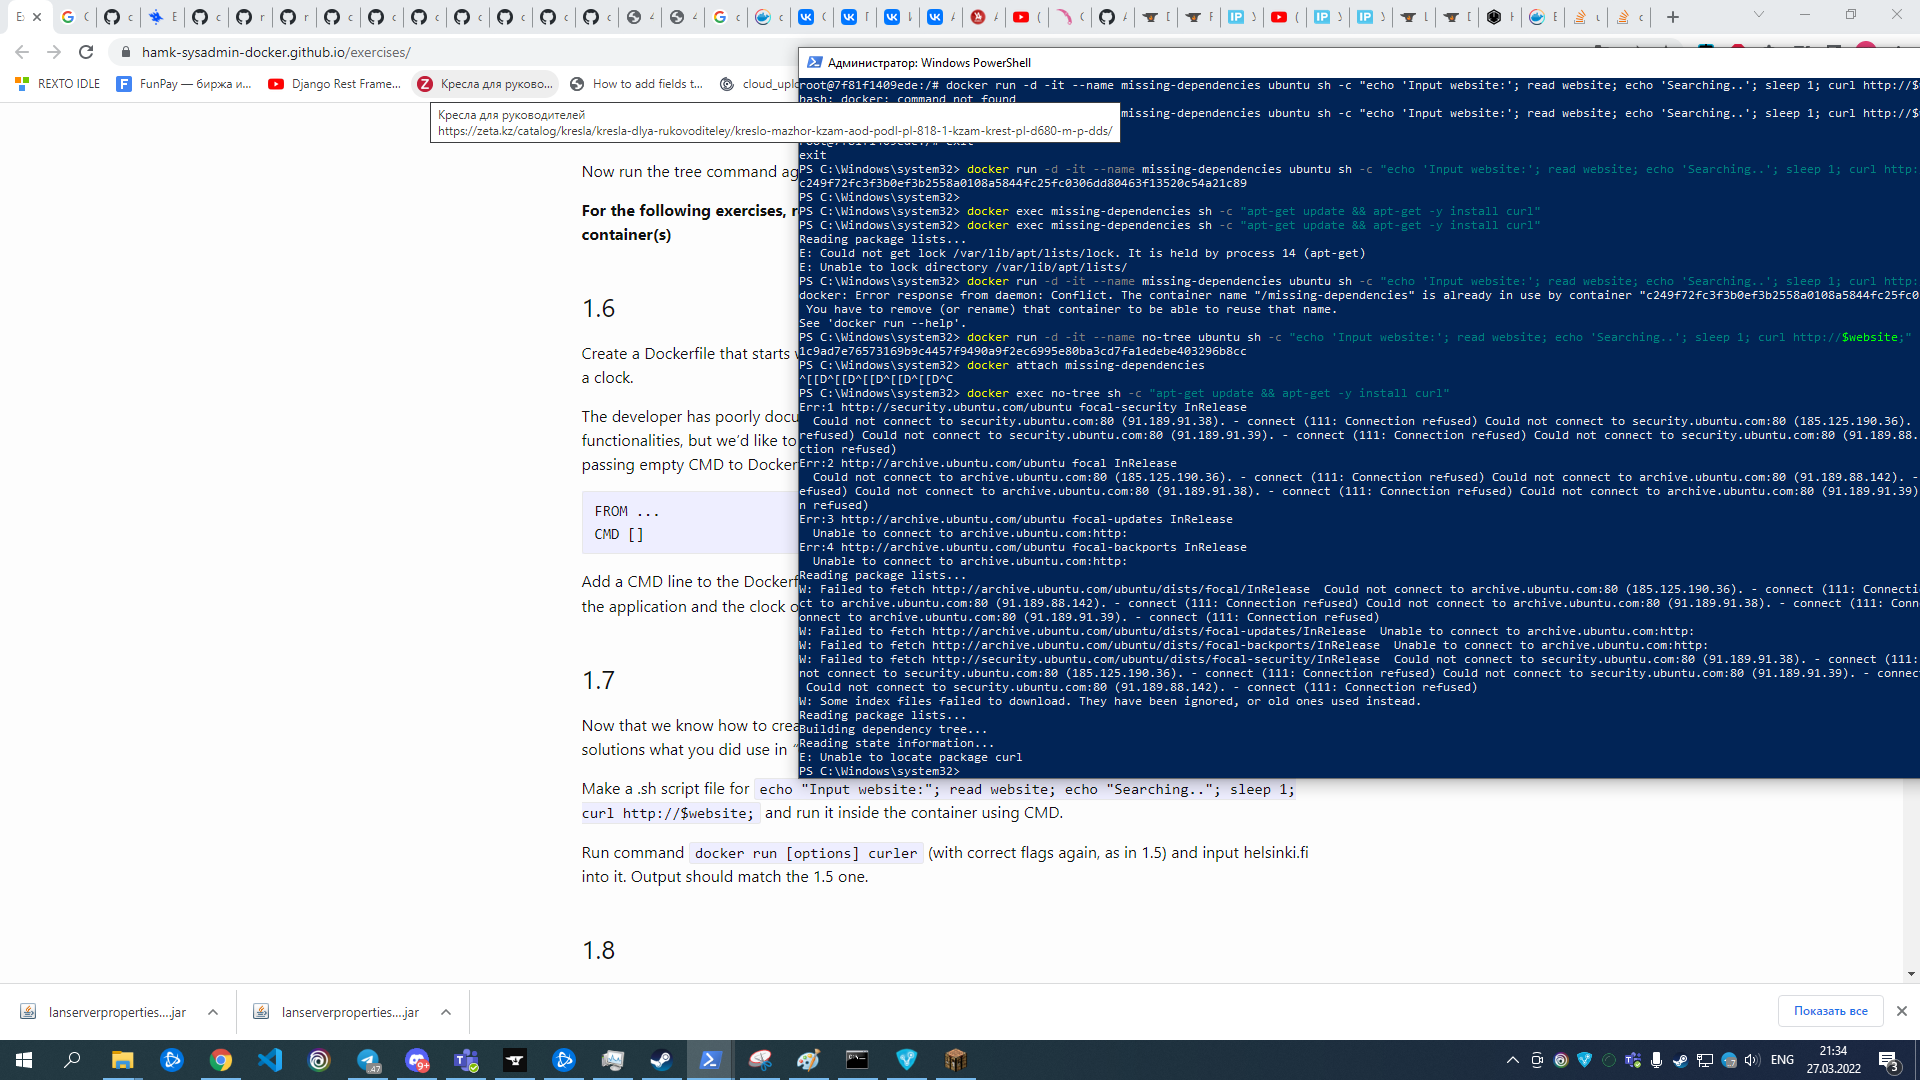 hamk-sysadmin-docker.github.io/exercises/
REXTO IDLE
FunPay — биржа и...
Django Rest Frame...
Кресла для руково...
How to add fields t...
Кресла для руководителей
https://zeta.kz/catalog/kresla/kresla-dlya-rukovoditeley/kreslo-mazhor-kzam-aod-podl-pl-818-1-kzam-krest-pl-d680-m-p-dds/
Now run the tree command
For the following exercises,
container(s)
1.6
Create a Dockerfile that starts
a clock.
The developer has poorly
functionalities, but we'd like to
passing empty CMD to
FROM ...
CMD []
Add a CMD line to the
the application and the clock
1.7
Now that we know how to
solutions what you did use in
Make a .sh script file for echo "Input website:"; read website; echo "Searching.."; sleep 1;
curl http://$website; and run it inside the container using CMD.
Run command docker run [options] curler (with correct flags again, as in 1.5) and input helsinki.fi
into it. Output should match the 1.5 one.
1.8
Администратор: Windows PowerShell
root@7f81f1409ede:/# docker run -d -it --name missing-dependencies ubuntu sh -c "echo 'Input website:'; read website; echo 'Searching..'; sleep 1; curl http://$
bash: docker: command not found
missing-dependencies ubuntu sh -c "echo 'Input website:'; read website; echo 'Searching..'; sleep 1; curl http://$
exit
PS C:\Windows\system32> docker run -d -it --name missing-dependencies ubuntu sh -c "echo 'Input website:'; read website; echo 'Searching..'; sleep 1; curl http:
c249f72fc3f3b0ef3b2558a0108a5844fc25fc0306dd80463f13520c54a21c89
PS C:\Windows\system32>
PS C:\Windows\system32> docker exec missing-dependencies sh -c "apt-get update && apt-get -y install curl"
PS C:\Windows\system32> docker exec missing-dependencies sh -c "apt-get update && apt-get -y install curl"
Reading package lists...
E: Could not get lock /var/lib/apt/lists/lock. It is held by process 14 (apt-get)
E: Unable to lock directory /var/lib/apt/lists/
PS C:\Windows\system32> docker run -d -it --name missing-dependencies ubuntu sh -c "echo 'Input website:'; read website; echo 'Searching..'; sleep 1; curl http:
docker: Error response from daemon: Conflict. The container name "/missing-dependencies" is already in use by container "c249f72fc3f3b0ef3b2558a0108a5844fc25fc0
You have to remove (or rename) that container to be able to reuse that name.
See 'docker run --help'.
PS C:\Windows\system32> docker run -d -it --name no-tree ubuntu sh -c "echo 'Input website:'; read website; echo 'Searching..'; sleep 1; curl http://$website;"
1c9ad7e76573169b9c4457f9490a9f2ec6995e80ba3cd7fa1edebe403296b8cc
PS C:\Windows\system32> docker attach missing-dependencies
^[[D^[[D^[[D^[[D^[[D^C
PS C:\Windows\system32> docker exec no-tree sh -c "apt-get update && apt-get -y install curl"
Err:1 http://security.ubuntu.com/ubuntu focal-security InRelease
Could not connect to security.ubuntu.com:80 (91.189.91.38). - connect (111: Connection refused) Could not connect to security.ubuntu.com:80 (185.125.190.36).
refused) Could not connect to security.ubuntu.com:80 (91.189.91.39). - connect (111: Connection refused) Could not connect to security.ubuntu.com:80 (91.189.88.
ction refused)
Err:2 http://archive.ubuntu.com/ubuntu focal InRelease
Could not connect to archive.ubuntu.com:80 (185.125.190.36). - connect (111: Connection refused) Could not connect to archive.ubuntu.com:80 (91.189.88.142). -
efused) Could not connect to archive.ubuntu.com:80 (91.189.91.38). - connect (111: Connection refused) Could not connect to archive.ubuntu.com:80 (91.189.91.39)
n refused)
Err:3 http://archive.ubuntu.com/ubuntu focal-updates InRelease
Unable to connect to archive.ubuntu.com:http:
Err:4 http://archive.ubuntu.com/ubuntu focal-backports InRelease
Unable to connect to archive.ubuntu.com:http:
Reading package lists...
W: Failed to fetch http://archive.ubuntu.com/ubuntu/dists/focal/InRelease Could not connect to archive.ubuntu.com:80 (185.125.190.36). - connect (111: Connecti
ct to archive.ubuntu.com:80 (91.189.88.142). - connect (111: Connection refused) Could not connect to archive.ubuntu.com:80 (91.189.91.38). - connect (111: Conn
onnect to archive.ubuntu.com:80 (91.189.91.39). - connect (111: Connection refused)
W: Failed to fetch http://archive.ubuntu.com/ubuntu/dists/focal-updates/InRelease Unable to connect to archive.ubuntu.com:http:
W: Failed to fetch http://archive.ubuntu.com/ubuntu/dists/focal-backports/InRelease Unable to connect to archive.ubuntu.com:http:
W: Failed to fetch http://security.ubuntu.com/ubuntu/dists/focal-security/InRelease Could not connect to security.ubuntu.com:80 (91.189.91.38). - connect (111:
not connect to security.ubuntu.com:80 (185.125.190.36). - connect (111: Connection refused) Could not connect to security.ubuntu.com:80 (91.189.91.39). - connec
Could not connect to security.ubuntu.com:80 (91.189.88.142). - connect (111: Connection refused)
W: Some index files failed to download. They have been ignored, or old ones used instead.
Reading package lists...
Building dependency tree...
Reading state information...
E: Unable to locate package curl
PS C:\Windows\system32>
lanserverproperties....jar
lanserverproperties....jar
Показать все
ENG
21:34
27.03.2022